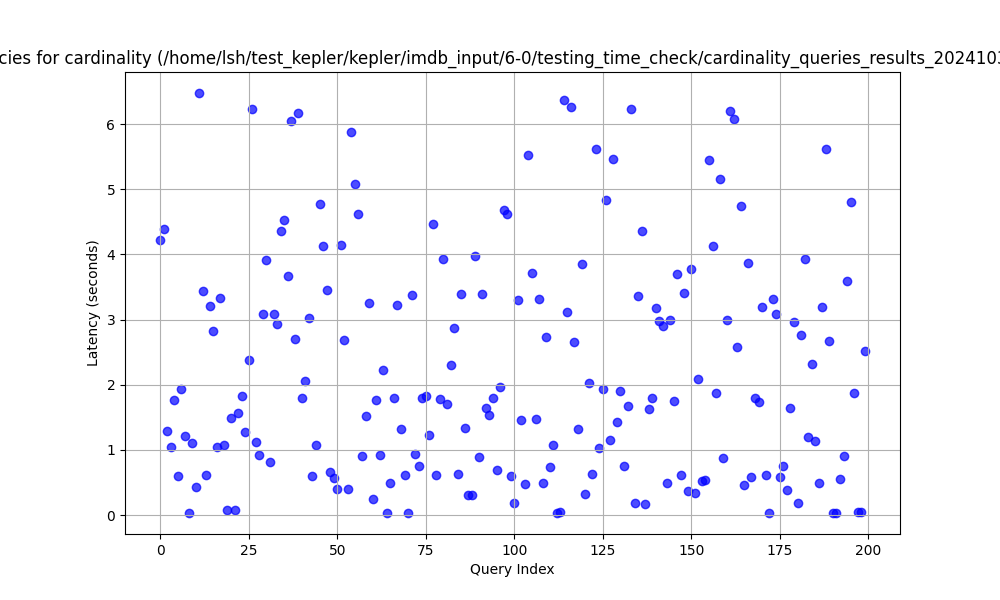 cies for cardinality (/home/lsh/test_kepler/kepler/imdb_input/6-0/testing_time_check/cardinality_queries_results_2024103
6
5
4
3
2
1
0
Latency (seconds)
0 25 50 75 100 125 150 175 200
Query Index